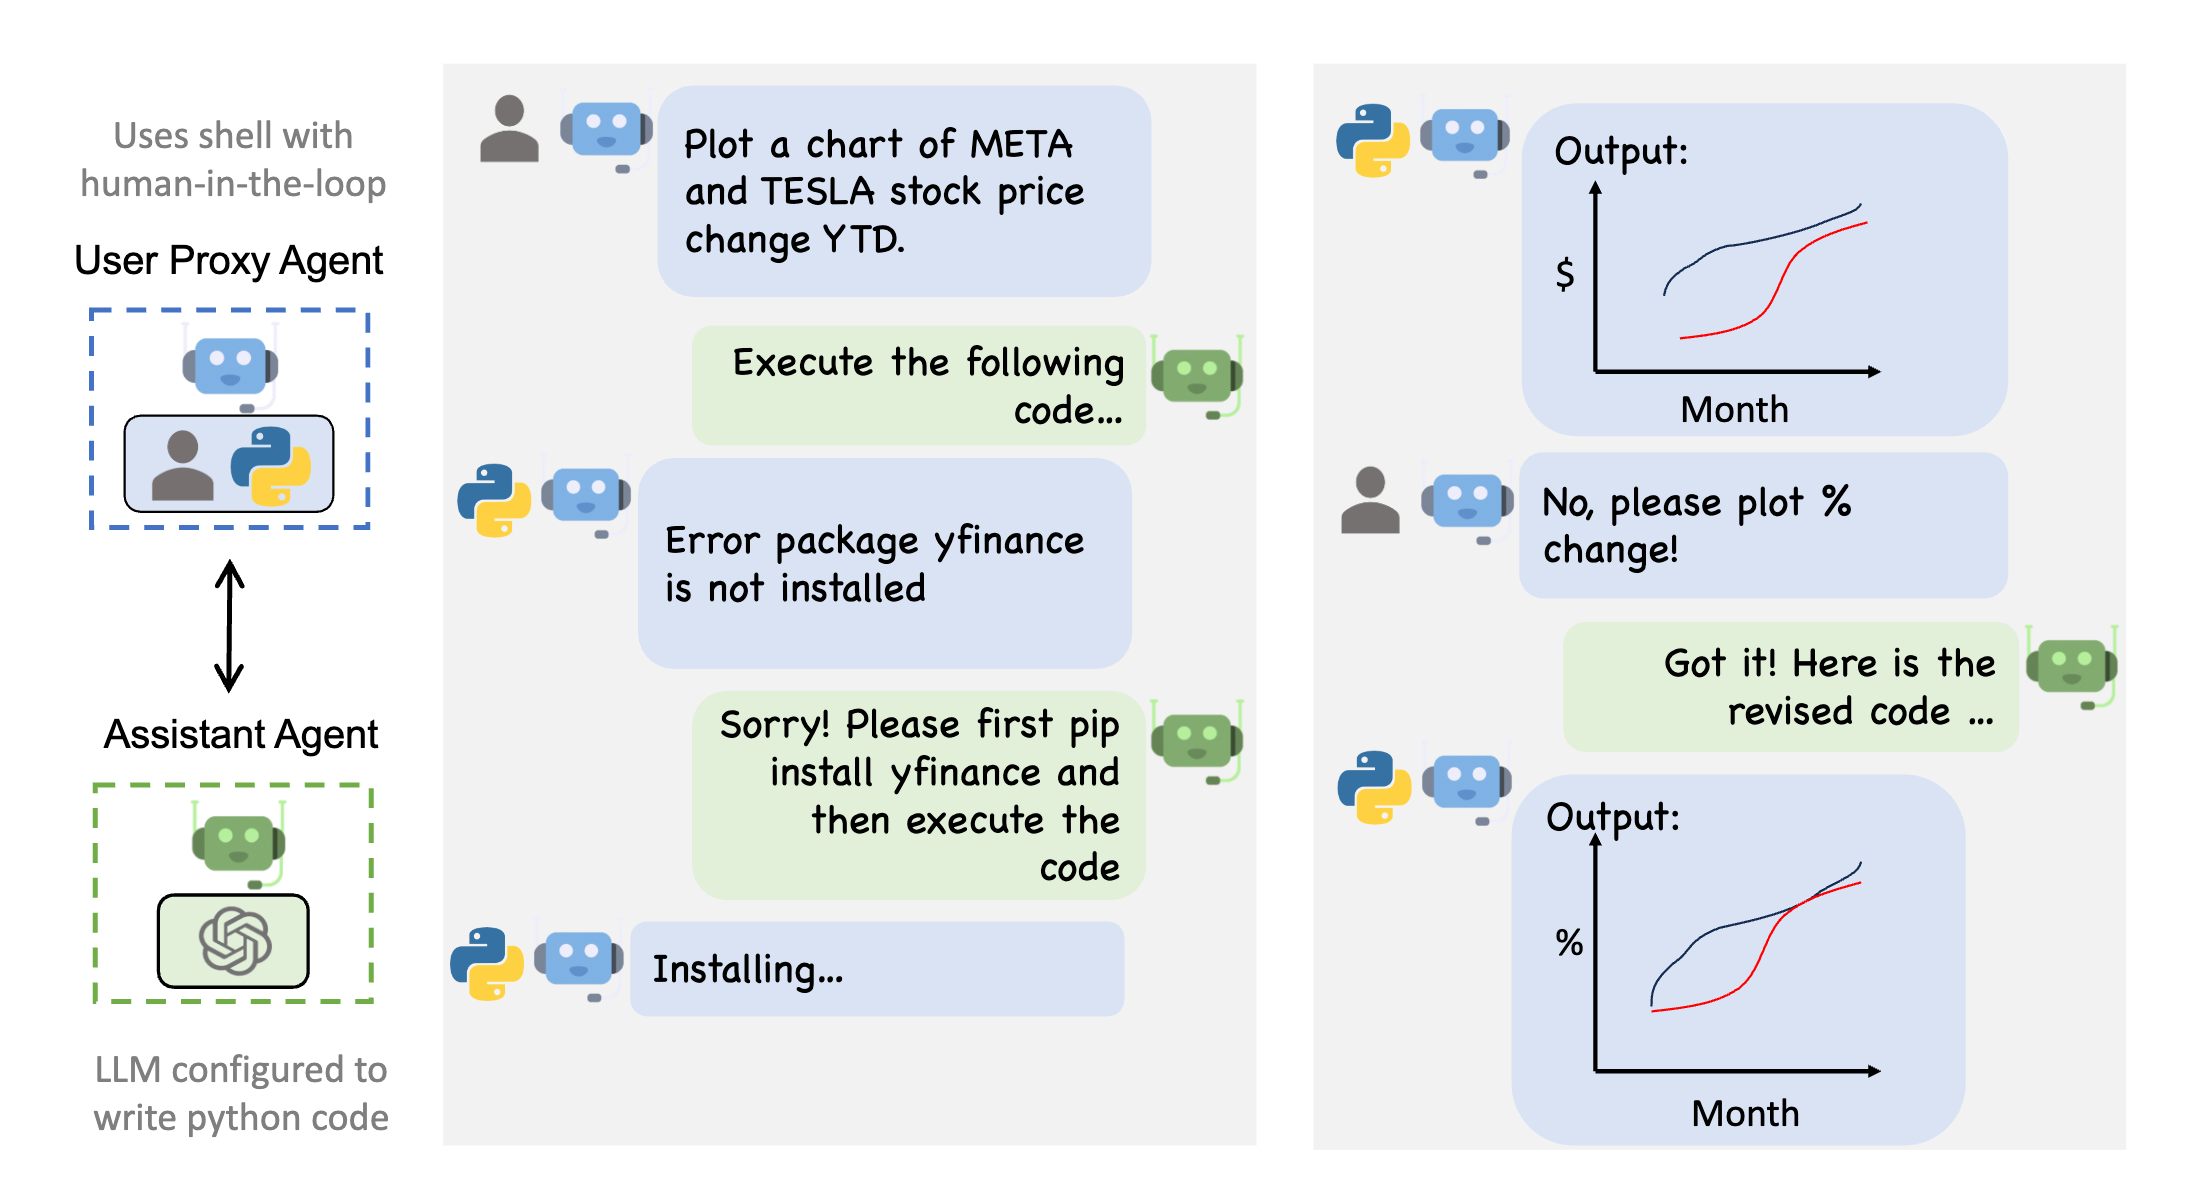 Uses shell with
human-in-the-loop
User Proxy Agent
Assistant Agent
LLM configured to
write python code
Plot a chart of META
and TESLA stock price
change YTD.
Execute the following
code...
Error package yfinance
is not installed
Sorry! Please first pip
install yfinance and
then execute the
code
Installing...
Output:
$
Month
No, please plot %
change!
Got it! Here is the
revised code ...
Output:
%
Month